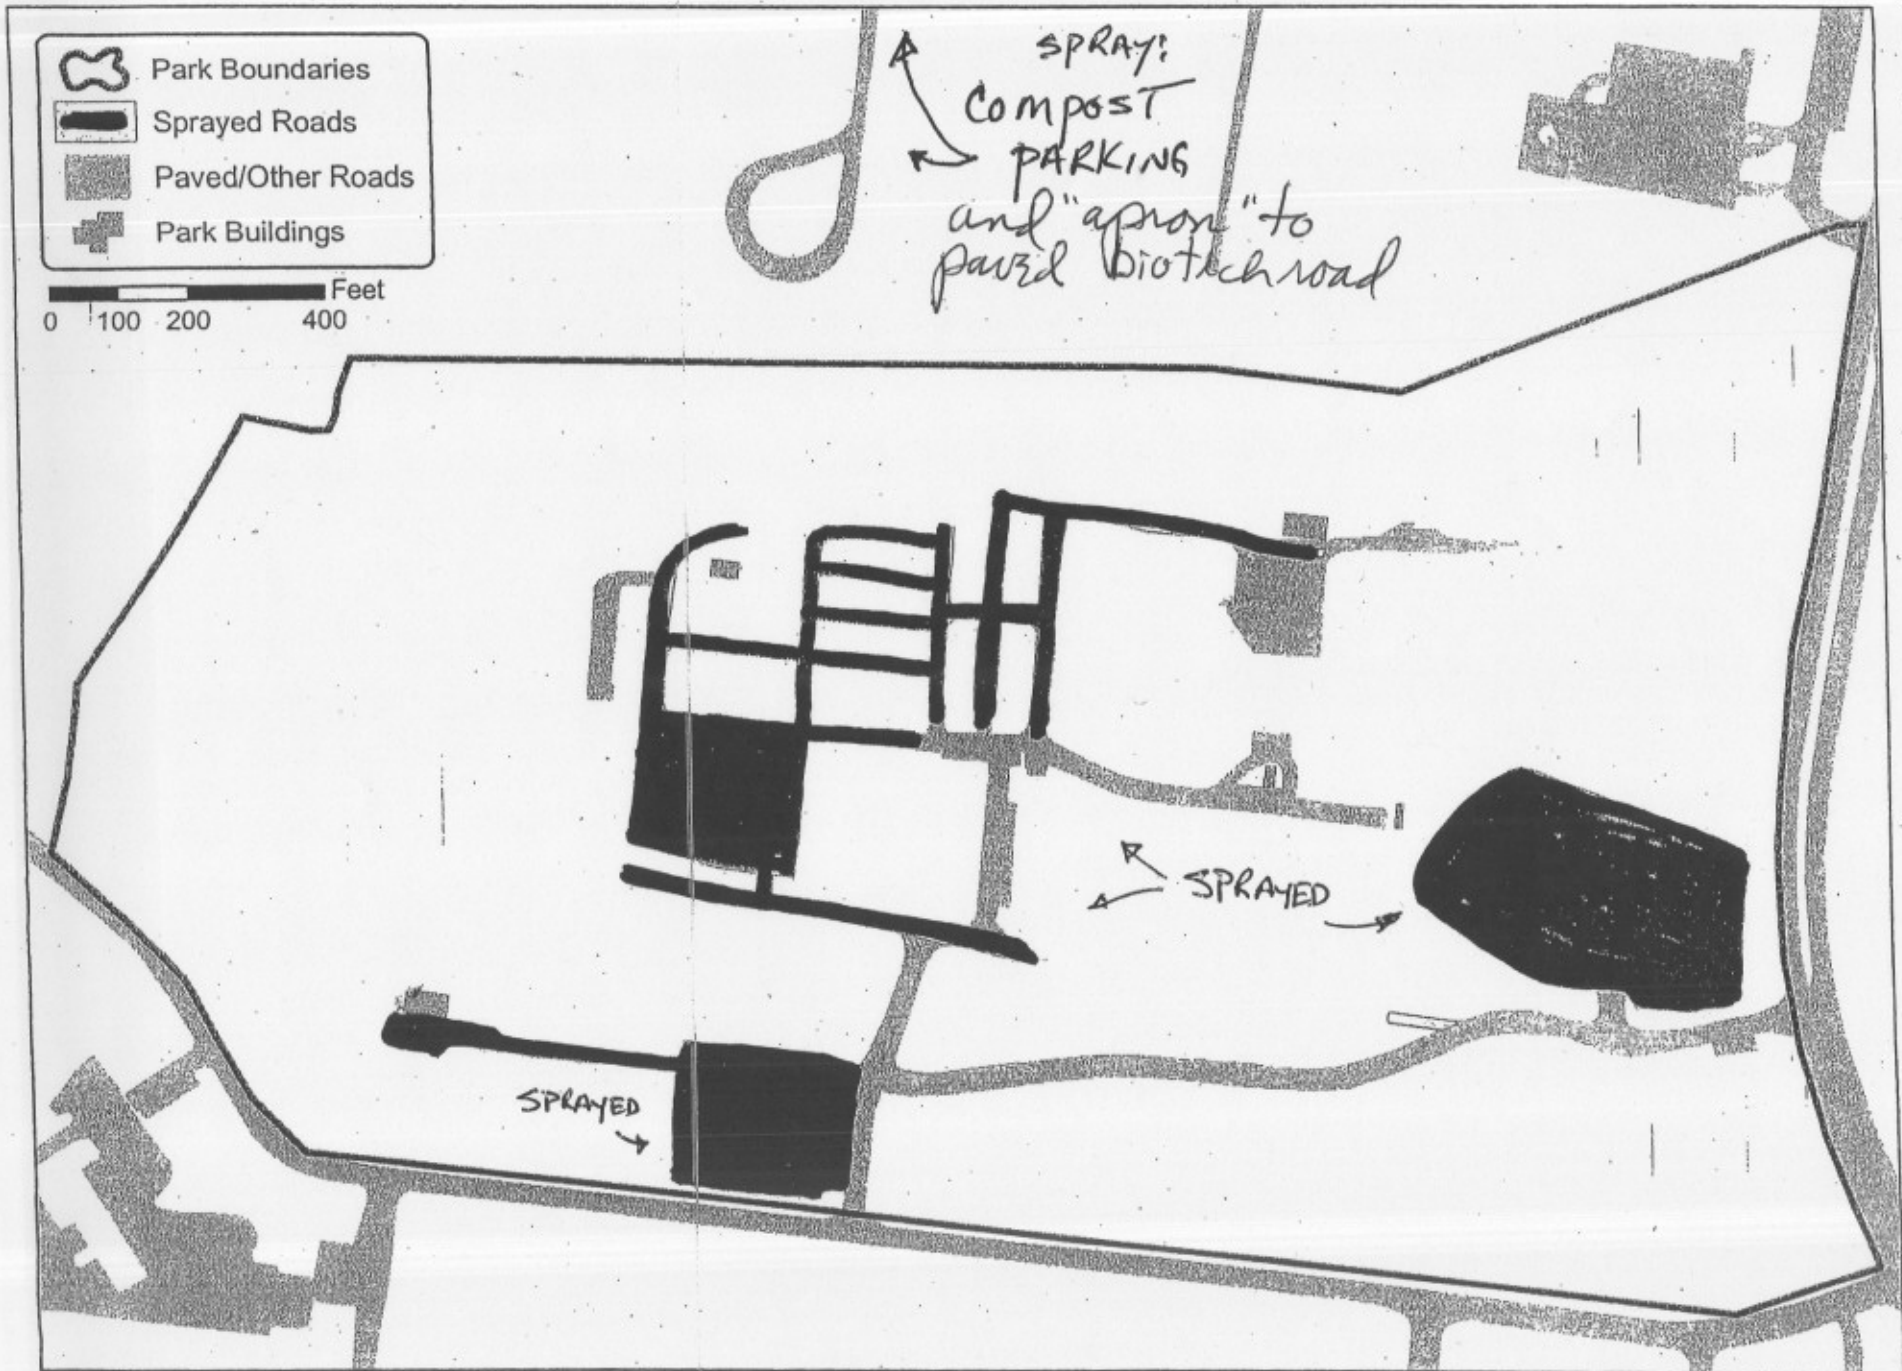 Park Boundaries
Sprayed Roads
Paved/Other Roads
Park Buildings
Feet
0 100 200 400
SPRAY:
COMPOST
PARKING
and "apron" to
paved biotech road
SPRAYED
SPRAYED